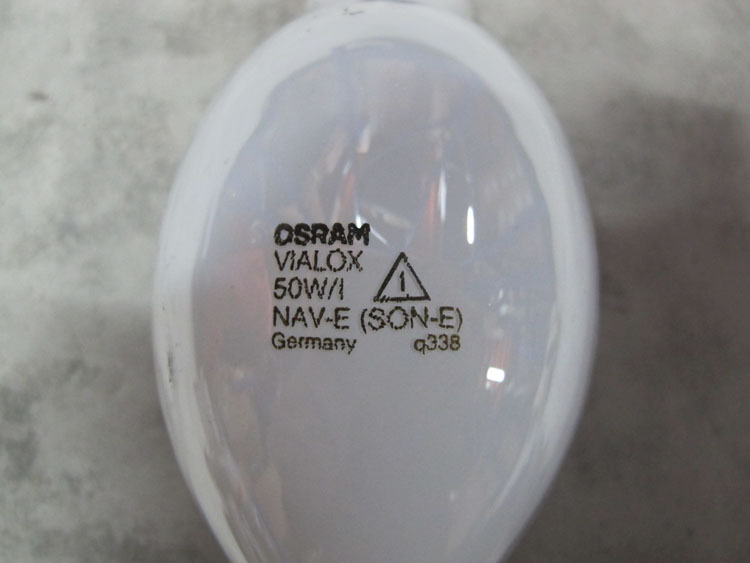 OSRAM
VIALOX
50W/I
NAV-E (SON-E)
Germany q338